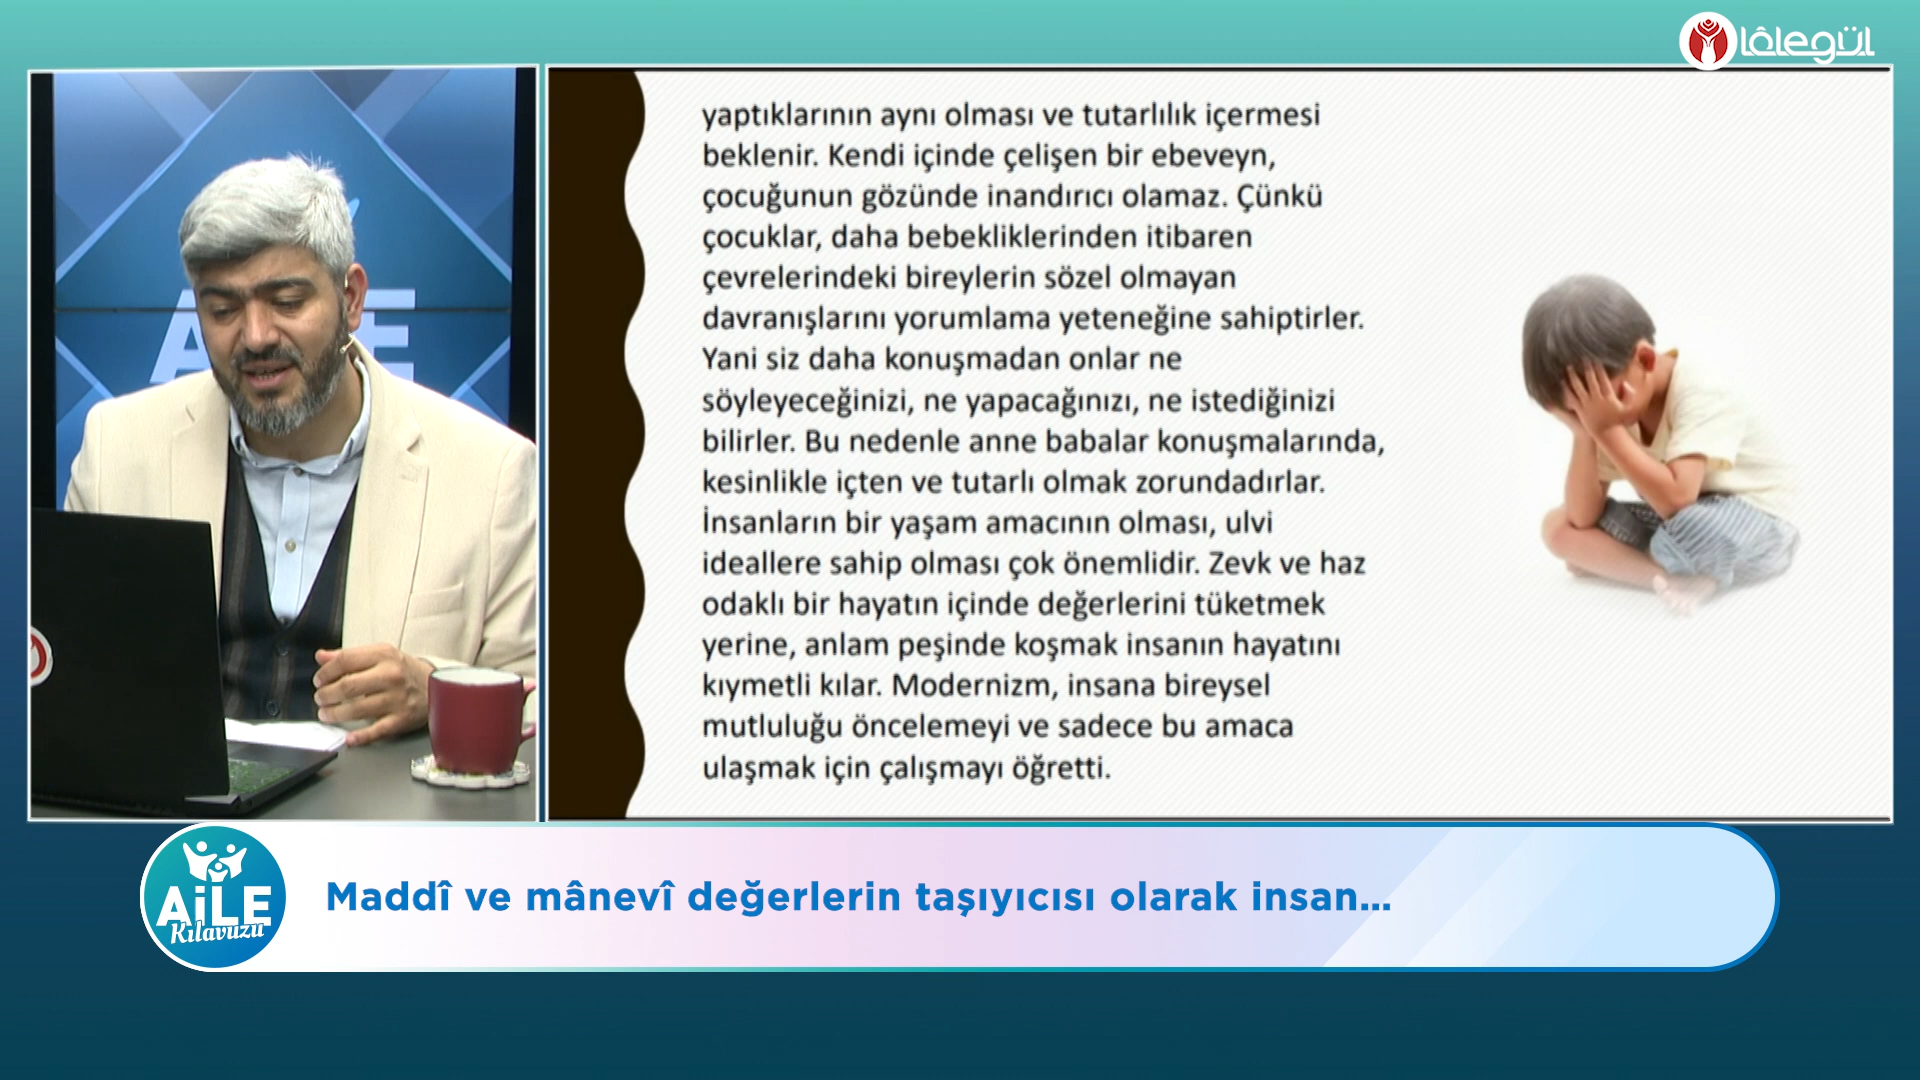 lâlegül
yaptıklarının aynı olması ve tutarlılık içermesi
beklenir. Kendi içinde çelişen bir ebeveyn,
çocuğunun gözünde inandırıcı olamaz. Çünkü
çocuklar, daha bebekliklerinden itibaren
çevrelerindeki bireylerin sözel olmayan
davranışlarını yorumlama yeteneğine sahiptirler.
Yani siz daha konuşmadan onlar ne
söyleyeceğinizi, ne yapacağınızı, ne istediğinizi
bilirler. Bu nedenle anne babalar konuşmalarında,
kesinlikle içten ve tutarlı olmak zorundadırlar.
İnsanların bir yaşam amacının olması, ulvi
ideallere sahip olması çok önemlidir. Zevk ve haz
odaklı bir hayatın içinde değerlerini tüketmek
yerine, anlam peşinde koşmak insanın hayatını
kıymetli kılar. Modernizm, insana bireysel
mutluluğu öncelemeyi ve sadece bu amaca
ulaşmak için çalışmayı öğretti.
AiLE
Kılavuzu
Maddî ve mânevî değerlerin taşıyıcısı olarak insan...